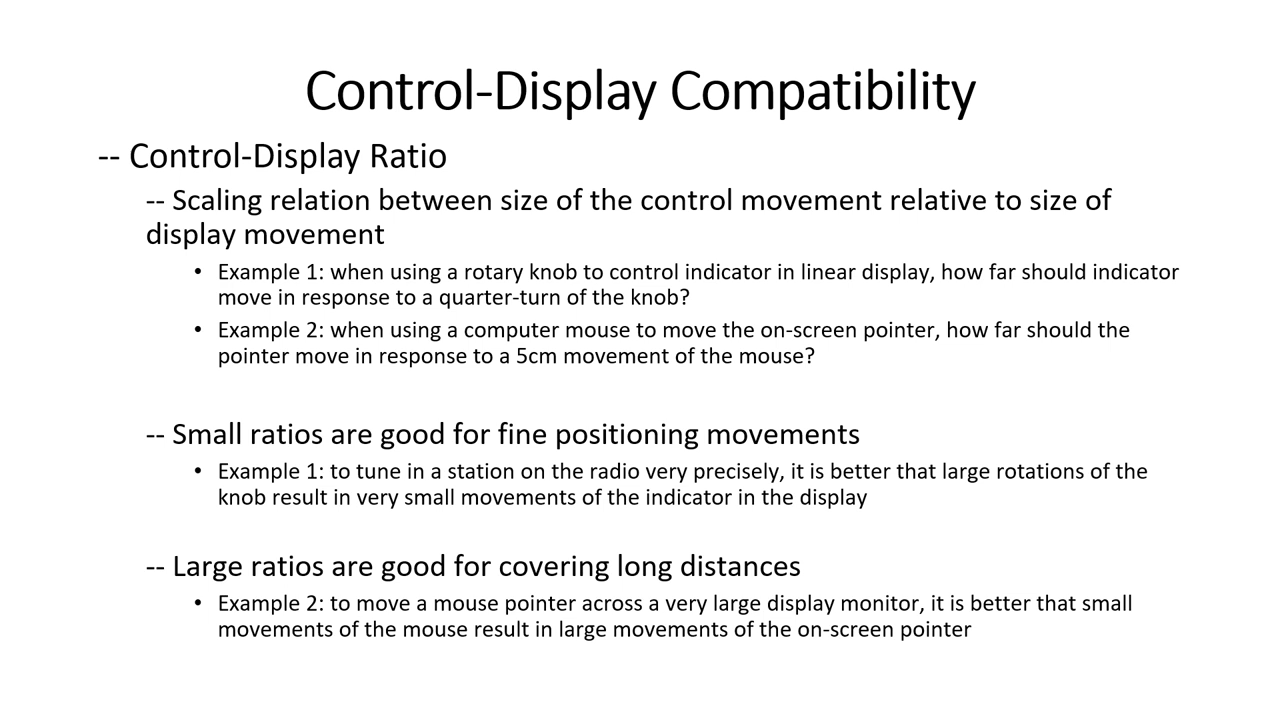 Control-Display Compatibility
-- Control-Display Ratio
-- Scaling relation between size of the control movement relative to size of
display movement
• Example 1: when using a rotary knob to control indicator in linear display, how far should indicator
move in response to a quarter-turn of the knob?
• Example 2: when using a computer mouse to move the on-screen pointer, how far should the
pointer move in response to a 5cm movement of the mouse?
-- Small ratios are good for fine positioning movements
• Example 1: to tune in a station on the radio very precisely, it is better that large rotations of the
knob result in very small movements of the indicator in the display
-- Large ratios are good for covering long distances
• Example 2: to move a mouse pointer across a very large display monitor, it is better that small
movements of the mouse result in large movements of the on-screen pointer